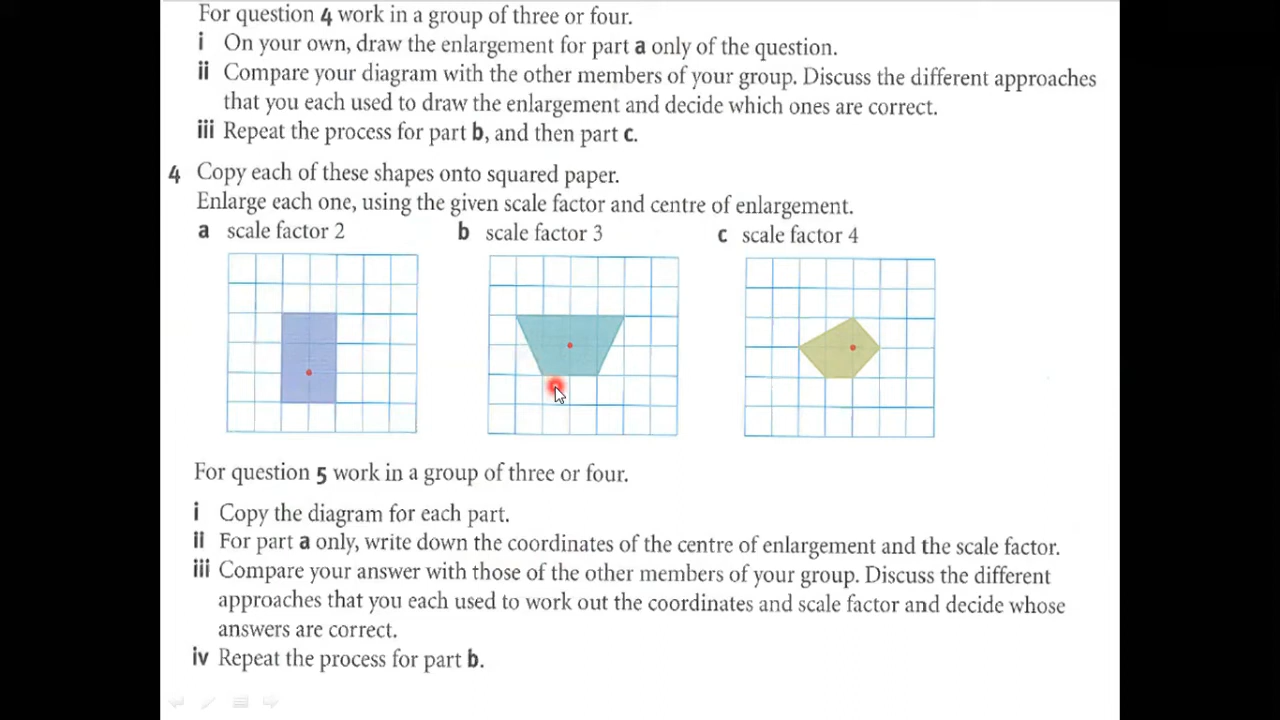 For question 4 work in a group of three or four.
i On your own, draw the enlargement for part a only of the question.
ii Compare your diagram with the other members of your group. Discuss the different approaches
that you each used to draw the enlargement and decide which ones are correct.
iii Repeat the process for part b, and then part c.
4 Copy each of these shapes onto squared paper.
Enlarge each one, using the given scale factor and centre of enlargement.
a scale factor 2 b scale factor 3 c scale factor 4
For question 5 work in a group of three or four.
i Copy the diagram for each part.
ii For part a only, write down the coordinates of the centre of enlargement and the scale factor.
iii Compare your answer with those of the other members of your group. Discuss the different
approaches that you each used to work out the coordinates and scale factor and decide whose
answers are correct.
iv Repeat the process for part b.